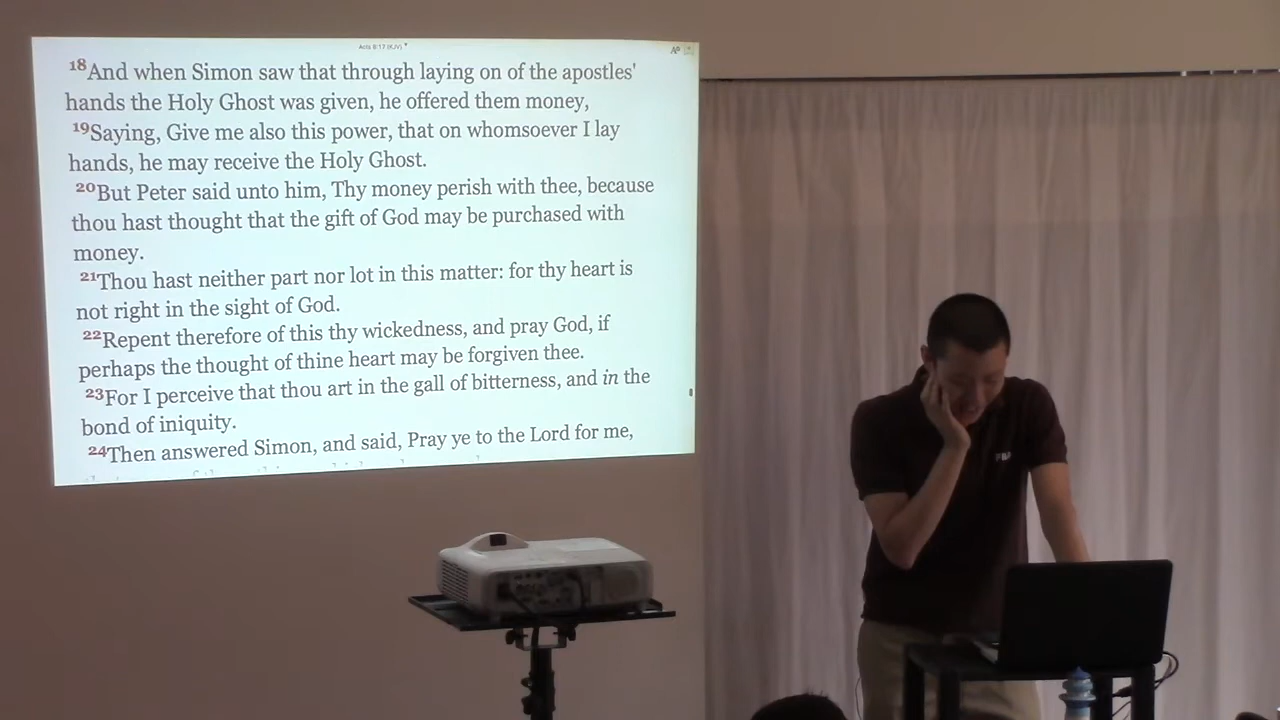 Acts 8:17 (KJV)
18And when Simon saw that through laying on of the apostles'
hands the Holy Ghost was given, he offered them money,
19Saying, Give me also this power, that on whomsoever I lay
hands, he may receive the Holy Ghost.
20But Peter said unto him, Thy money perish with thee, because
thou hast thought that the gift of God may be purchased with
money.
21Thou hast neither part nor lot in this matter: for thy heart is
not right in the sight of God.
22Repent therefore of this thy wickedness, and pray God, if
perhaps the thought of thine heart may be forgiven thee.
23For I perceive that thou art in the gall of bitterness, and in the
bond of iniquity.
24Then answered Simon, and said, Pray ye to the Lord for me,